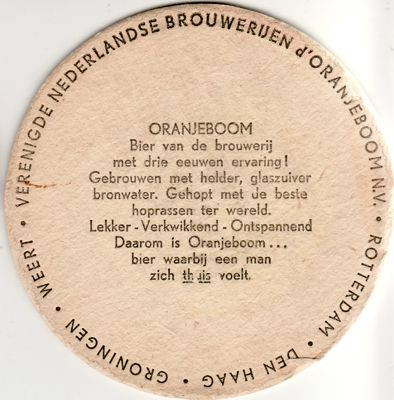 VERENIGDE NEDERLANDSE BROUWERIJEN d'ORANJEBOOM N.V. • ROTTERDAM • DEN HAAG • GRONINGEN • WEERT •
ORANJEBOOM
Bier van de brouwerij
met drie eeuwen ervaring!
Gebrouwen met helder, glaszuiver
bronwater. Gehopt met de beste
hoprassen ter wereld.
Lekker - Verkwikkend - Ontspannend
Daarom is Oranjeboom...
bier waarbij een man
zich thuis voelt.